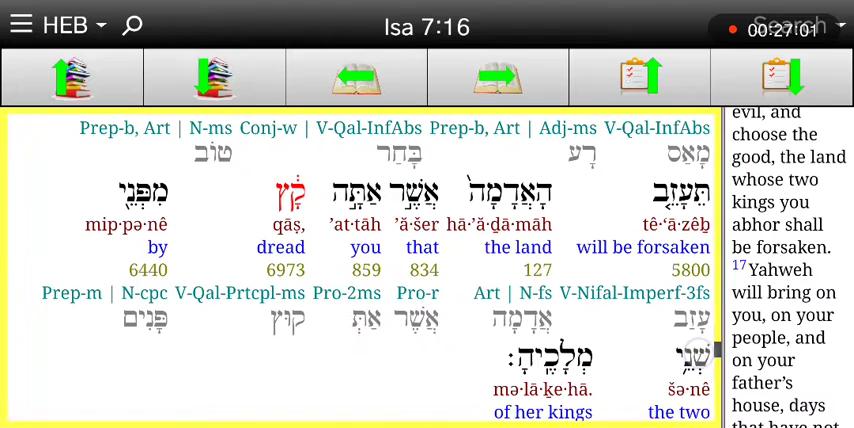 HEB Isa 7:16 Search 00:27:01
Prep-b, Art | N-ms Conj-w | V-Qal-InfAbs Prep-b, Art | Adj-ms V-Qal-InfAbs
מָאַס רָע בָּחַר טוֹב
תֵּעָזֵ֤ב הָאֲדָמָה֙ אֲשֶׁ֣ר אַתָּ֣ה קָ֔ץ מִפְּנֵ֖י
mip·pə·nê qāṣ, ’at·tāh ’ă·šer hā·’ă·ḏā·māh tê·‘ā·zêḇ
by dread you that the land will be forsaken
6440 6973 859 834 127 5800
Prep-m | N-cpc V-Qal-Prtcpl-ms Pro-2ms Pro-r Art | N-fs V-Nifal-Imperf-3fs
עָזַב אֲדָמָה אֲשֶׁר אַתְּ קוּץ פָּנִים
שְׁנֵ֥י מְלָכֶֽיהָ׃
mə·lā·ḵe·hā. šə·nê
of her kings the two
evil, and
choose the
good, the land
whose two
kings you
abhor shall
be forsaken.
17 Yahweh
will bring on
you, on your
people, and
on your
father’s
house, days
that have not